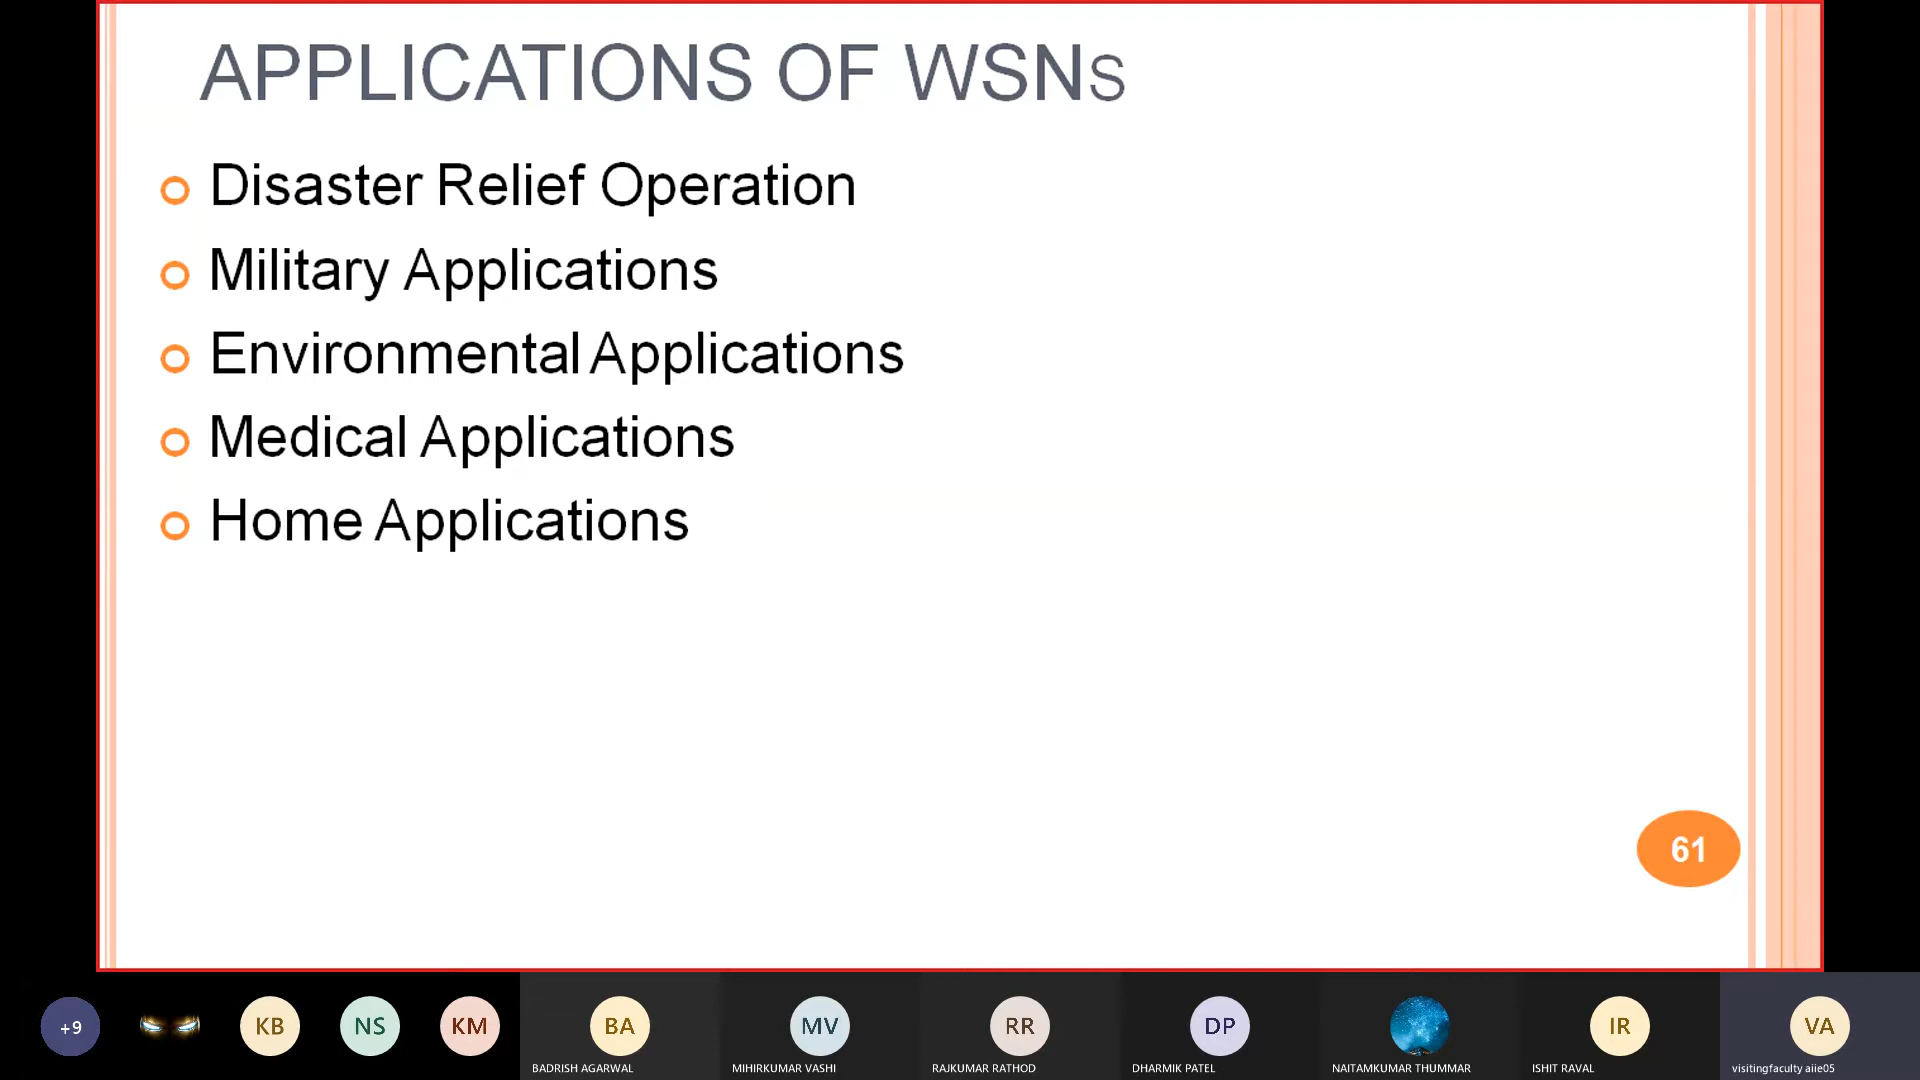 APPLICATIONS OF WSNs
Disaster Relief Operation
Military Applications
Environmental Applications
Medical Applications
Home Applications
61
+9
KB
NS
KM
BA
MV
RR
DP
IR
VA
BADRISH AGARWAL
MIHIRKUMAR VASHI
RAJKUMAR RATHOD
DHARMIK PATEL
NAITAMKUMAR THUMMAR
ISHIT RAVAL
visitingfaculty aiie05